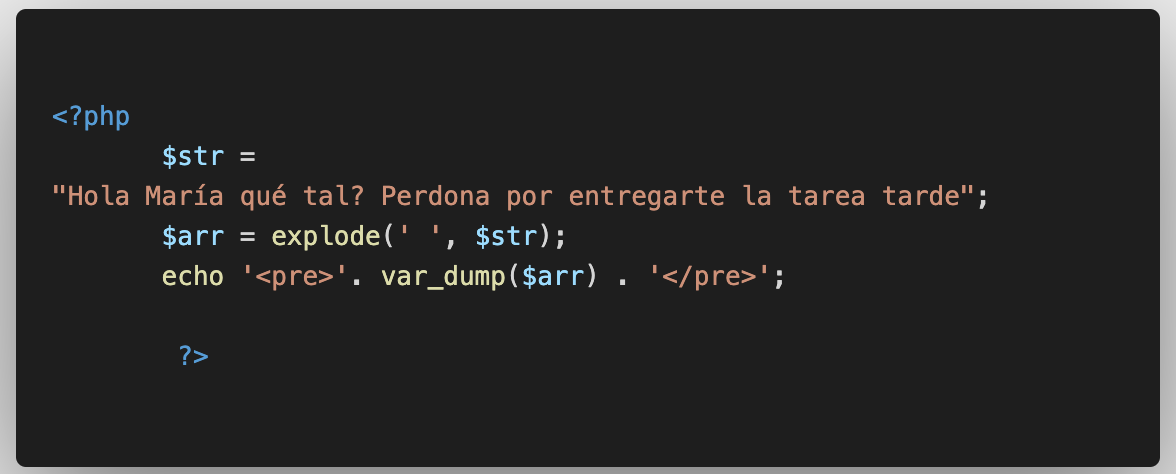 <?php
$str =
"Hola María qué tal? Perdona por entregarte la tarea tarde";
$arr = explode(' ', $str);
echo '<pre>'. var_dump($arr) . '</pre>';
?>